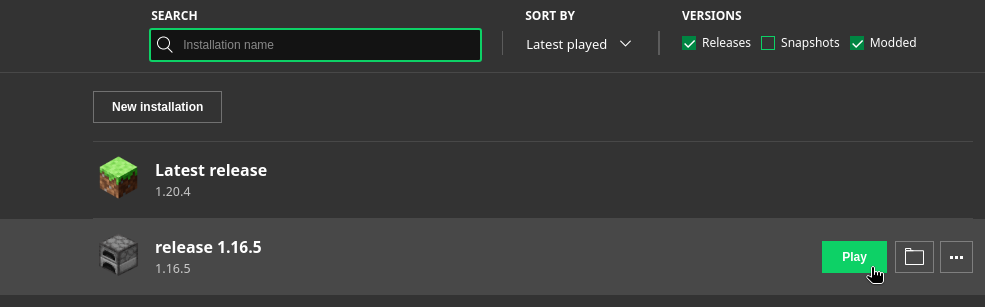 SEARCH
SORT BY
VERSIONS
Installation name
Latest played
Releases
Snapshots
Modded
New installation
Latest release
1.20.4
release 1.16.5
1.16.5
Play